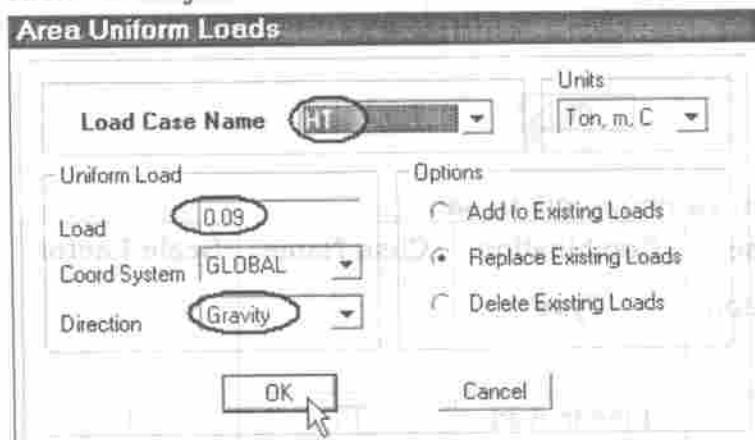 Area Uniform Loads
Units
Load Case Name HT Ton, m, C
Uniform Load
Options
Load 0.09
Add to Existing Loads
Coord System GLOBAL
Replace Existing Loads
Direction Gravity
Delete Existing Loads
OK Cancel